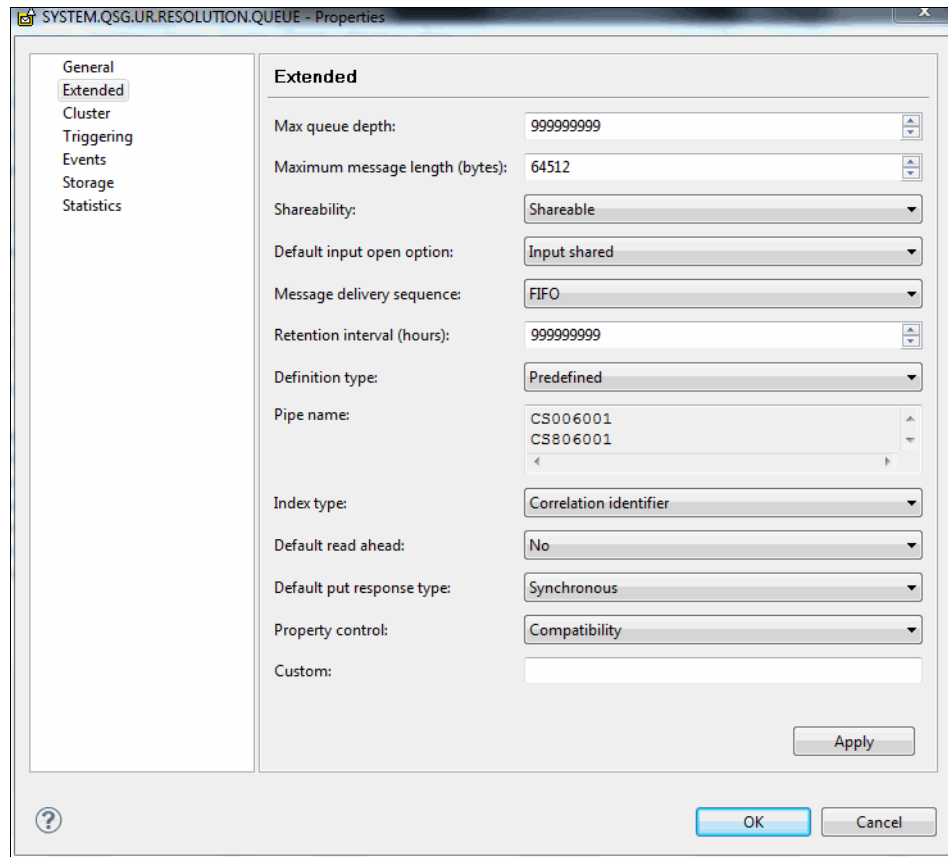 SYSTEM.QSG.UR.RESOLUTION.QUEUE - Properties
General
Extended
Cluster
Triggering
Events
Storage
Statistics
Extended
Max queue depth: 999999999
Maximum message length (bytes): 64512
Shareability: Shareable
Default input open option: Input shared
Message delivery sequence: FIFO
Retention interval (hours): 999999999
Definition type: Predefined
Pipe name: CS006001
CS806001
Index type: Correlation identifier
Default read ahead: No
Default put response type: Synchronous
Property control: Compatibility
Custom:
Apply
OK Cancel